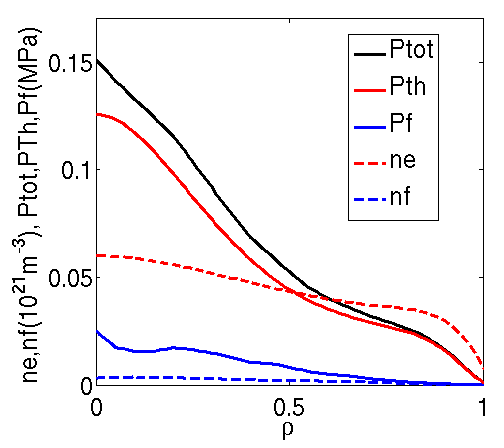 ne,nf(10²¹m⁻³), Ptot,PTh,Pf(MPa)
0.15
0.1
0.05
0
0
0.5
1
ρ
Ptot
Pth
Pf
ne
nf